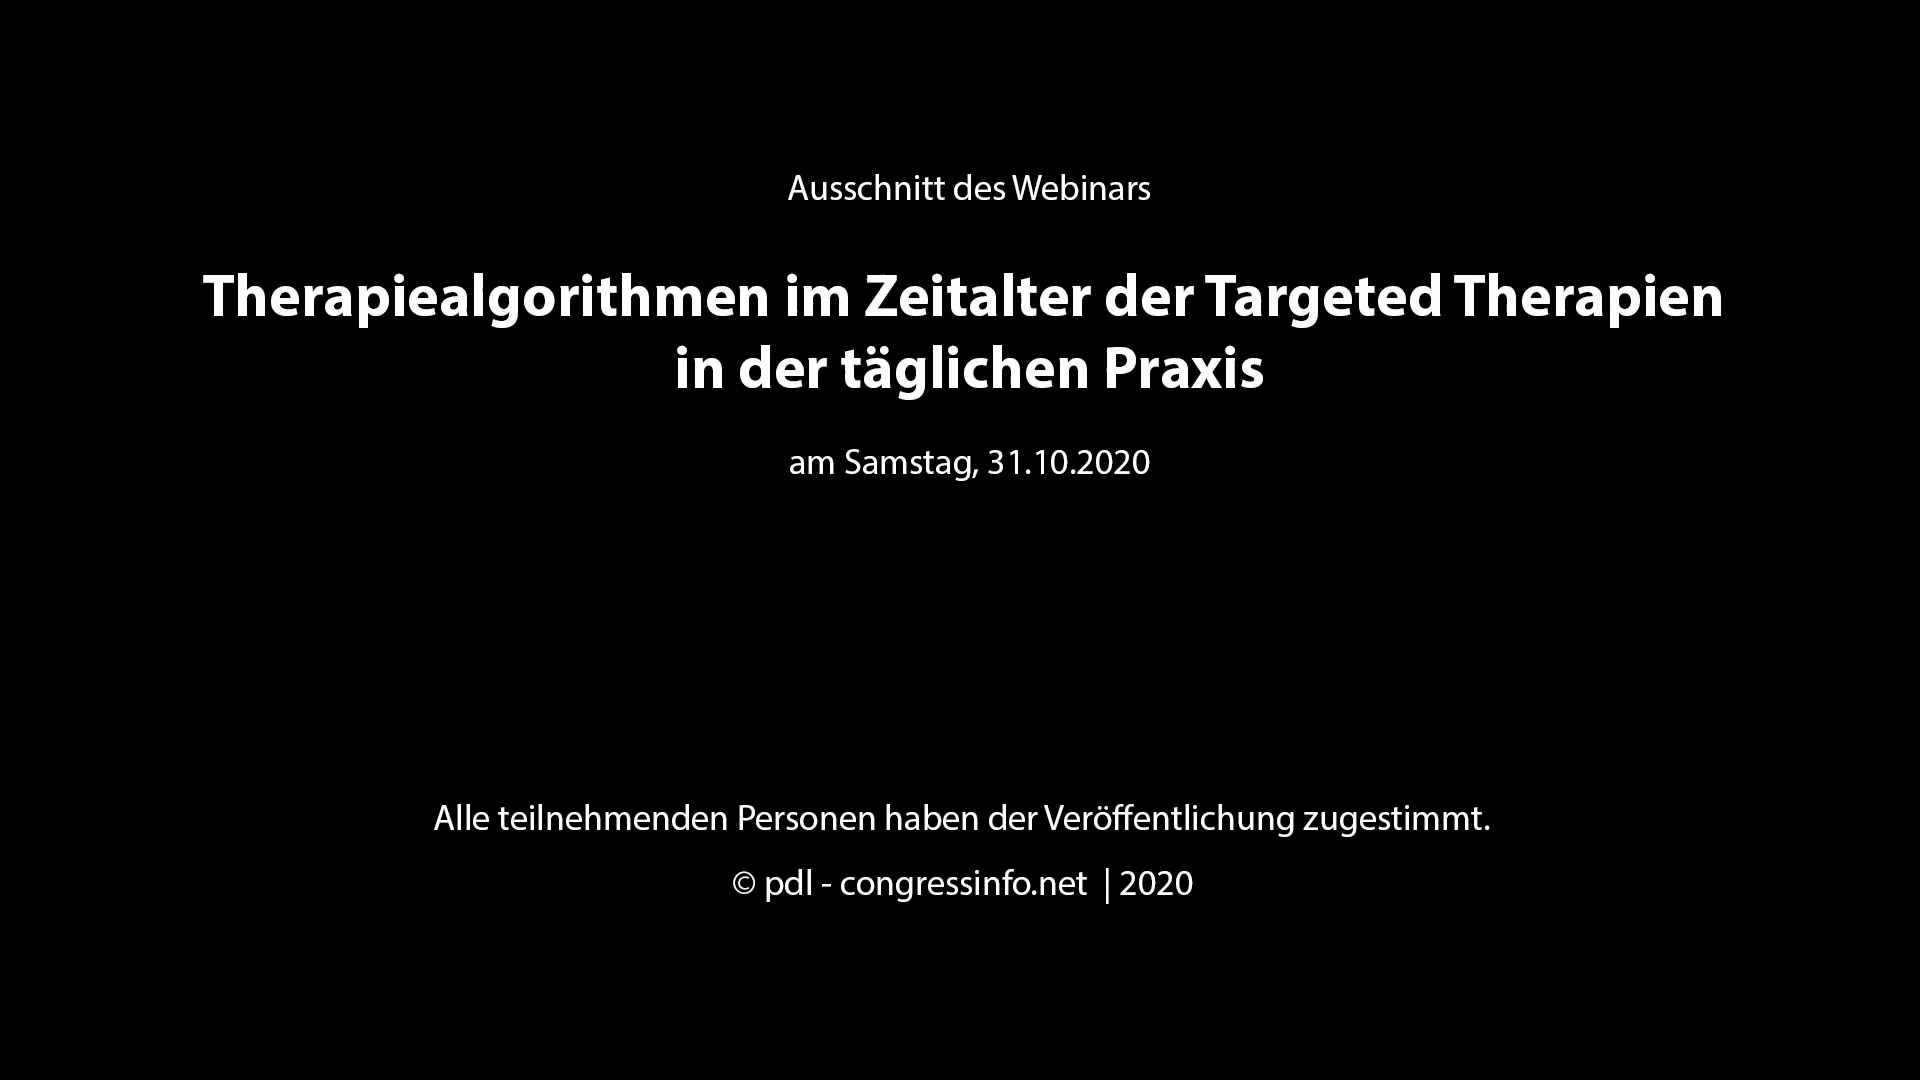 Ausschnitt des Webinars
Therapiealgorithmen im Zeitalter der Targeted Therapien
in der täglichen Praxis
am Samstag, 31.10.2020
Alle teilnehmenden Personen haben der Veröffentlichung zugestimmt.
© pdl - congressinfo.net | 2020